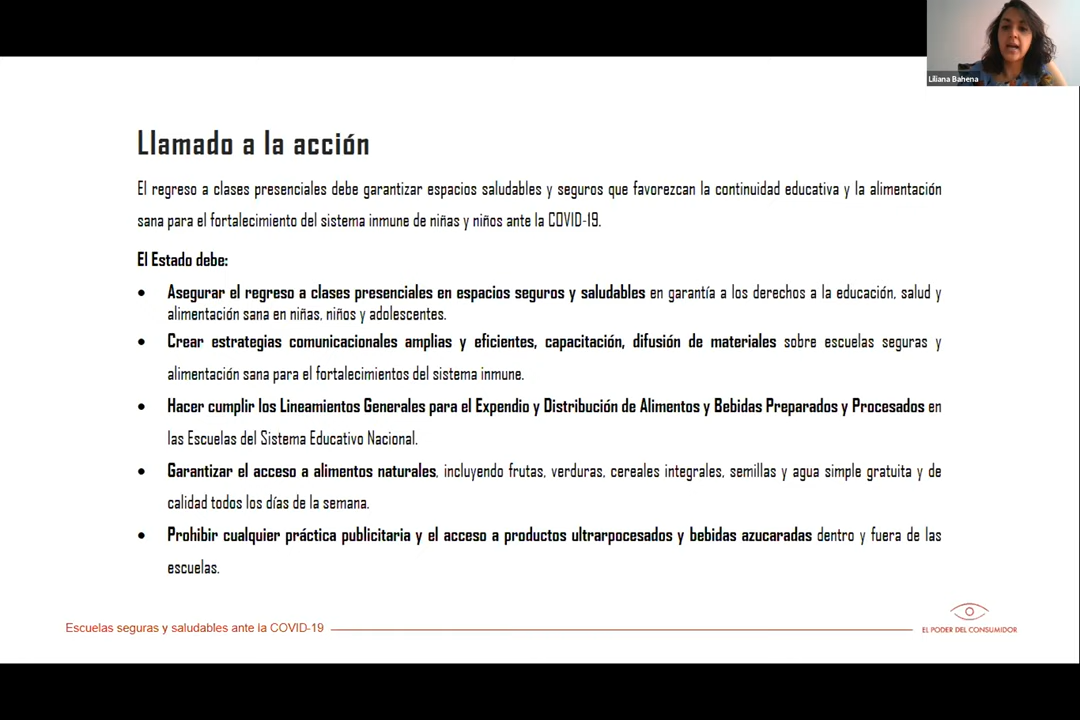 Liliana Bahena
Llamado a la acción
El regreso a clases presenciales debe garantizar espacios saludables y seguros que favorezcan la continuidad educativa y la alimentación
sana para el fortalecimiento del sistema inmune de niñas y niños ante la COVID-19.
El Estado debe:
• Asegurar el regreso a clases presenciales en espacios seguros y saludables en garantía a los derechos a la educación, salud y
alimentación sana en niñas, niños y adolescentes.
• Crear estrategias comunicacionales amplias y eficientes, capacitación, difusión de materiales sobre escuelas seguras y
alimentación sana para el fortalecimientos del sistema inmune.
• Hacer cumplir los Lineamientos Generales para el Expendio y Distribución de Alimentos y Bebidas Preparados y Procesados en
las Escuelas del Sistema Educativo Nacional.
• Garantizar el acceso a alimentos naturales, incluyendo frutas, verduras, cereales integrales, semillas y agua simple gratuita y de
calidad todos los días de la semana.
• Prohibir cualquier práctica publicitaria y el acceso a productos ultrarpocesados y bebidas azucaradas dentro y fuera de las
escuelas.
Escuelas seguras y saludables ante la COVID-19
EL PODER DEL CONSUMIDOR